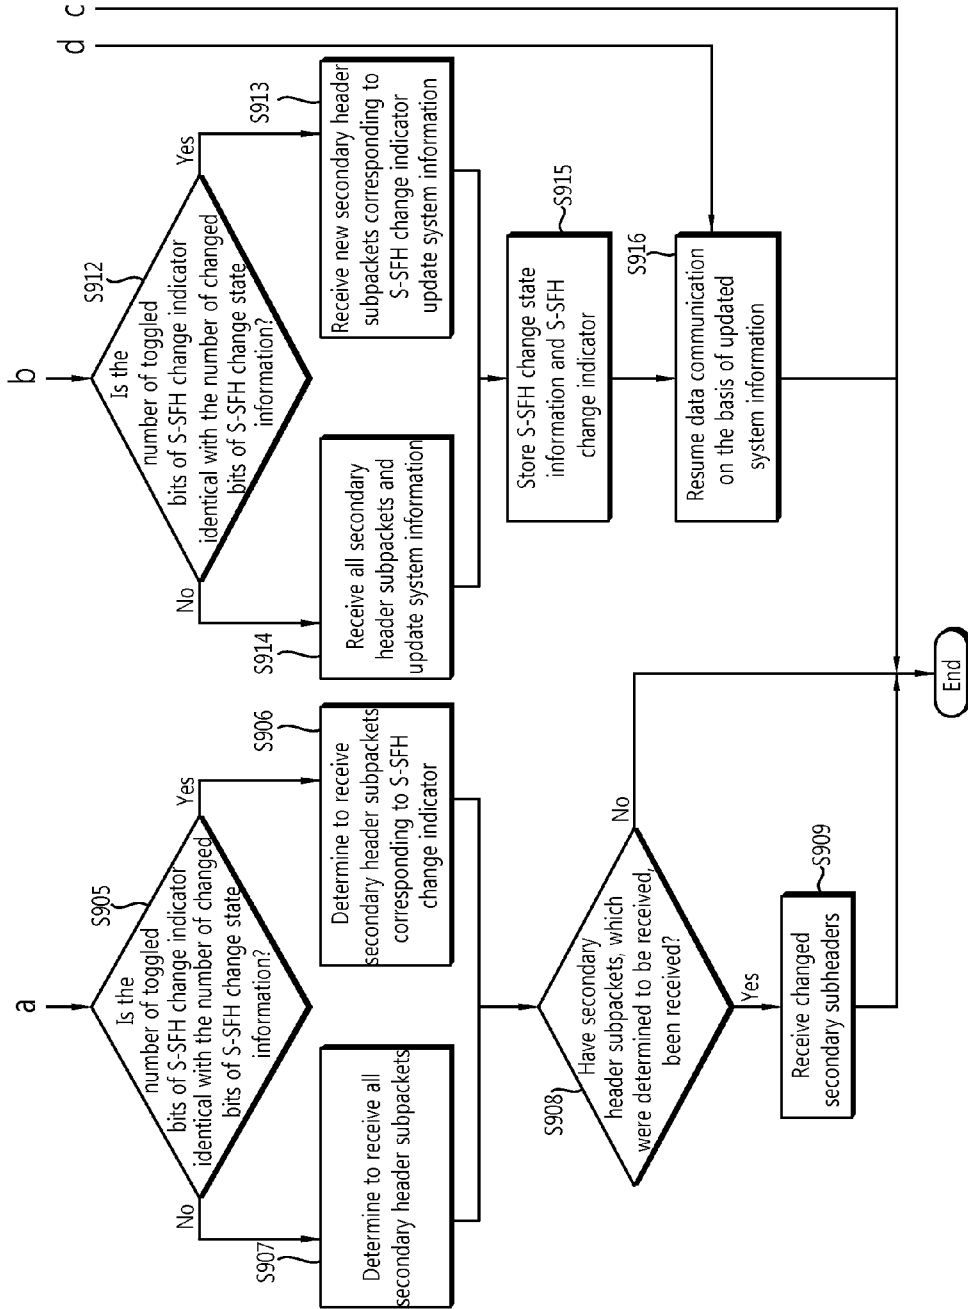 a
S905
Is the
number of toggled
bits of S-SFH change indicator
identical with the number of changed
bits of S-SFH change state
information?
No
Yes
S907
Determine to receive all
secondary header subpackets
S906
Determine to receive
secondary header subpackets
corresponding to S-SFH
change indicator
S908
Have secondary
header subpackets, which
were determined to be received,
been received?
No
Yes
S909
Receive changed
secondary subheaders
b
S912
Is the
number of toggled
bits of S-SFH change indicator
identical with the number of changed
bits of S-SFH change state
information?
No
Yes
S914
Receive all secondary
header subpackets and
update system information
S913
Receive new secondary header
subpackets corresponding to
S-SFH change indicator
update system information
S915
Store S-SFH change state
information and S-SFH
change indicator
S916
Resume data communication
on the basis of updated
system information
d
c
End